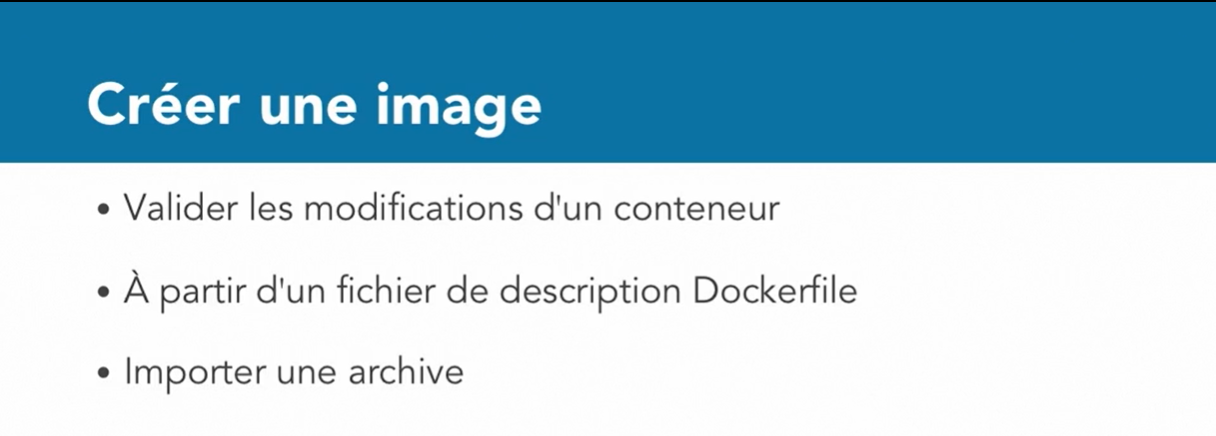 Créer une image
• Valider les modifications d'un conteneur
• À partir d'un fichier de description Dockerfile
• Importer une archive